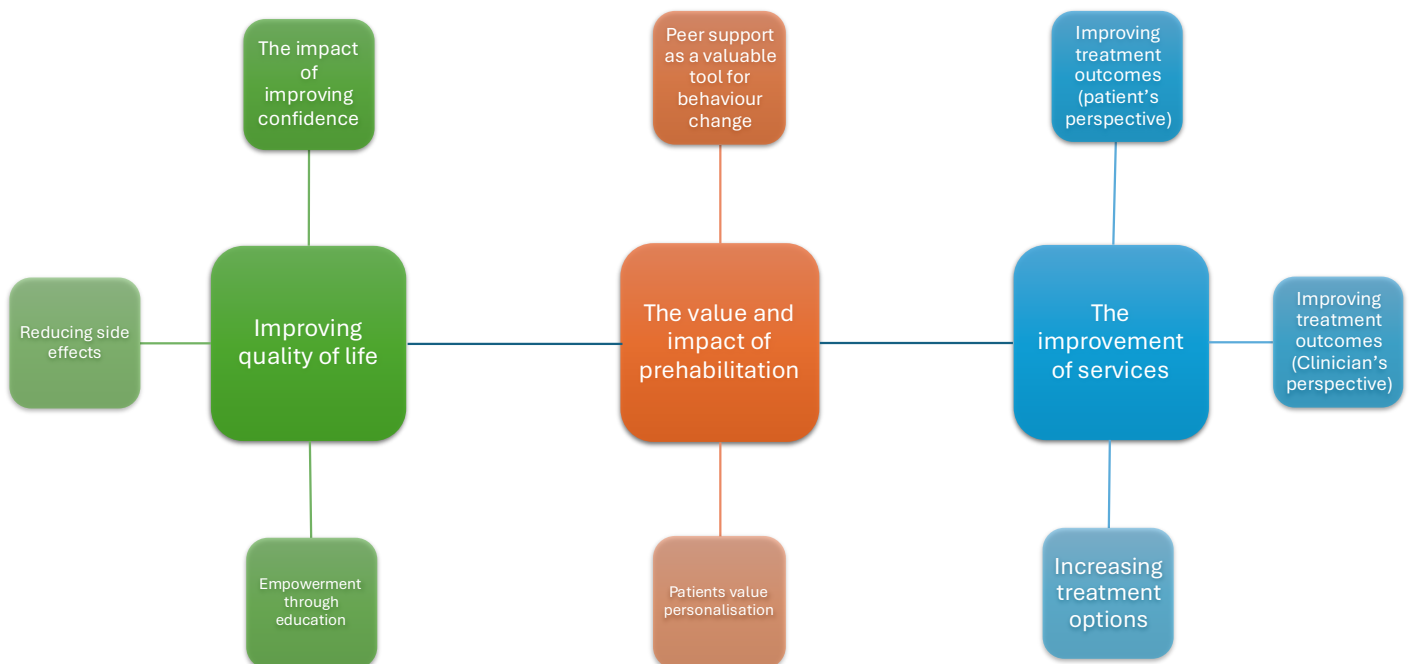 The impact
of
improving
confidence
Peer support
as a valuable
tool for
behaviour
change
Improving
treatment
outcomes
(patient’s
perspective)
Reducing side
effects
Improving
quality of life
The value and
impact of
prehabilitation
The
improvement
of services
Improving
treatment
outcomes
(Clinician’s
perspective)
Empowerment
through
education
Patients value
personalisation
Increasing
treatment
options